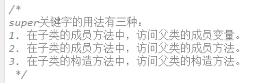 /*
super关键字的用法有三种：
1. 在子类的成员方法中，访问父类的成员变量。
2. 在子类的成员方法中，访问父类的成员方法。
3. 在子类的构造方法中，访问父类的构造方法。
*/